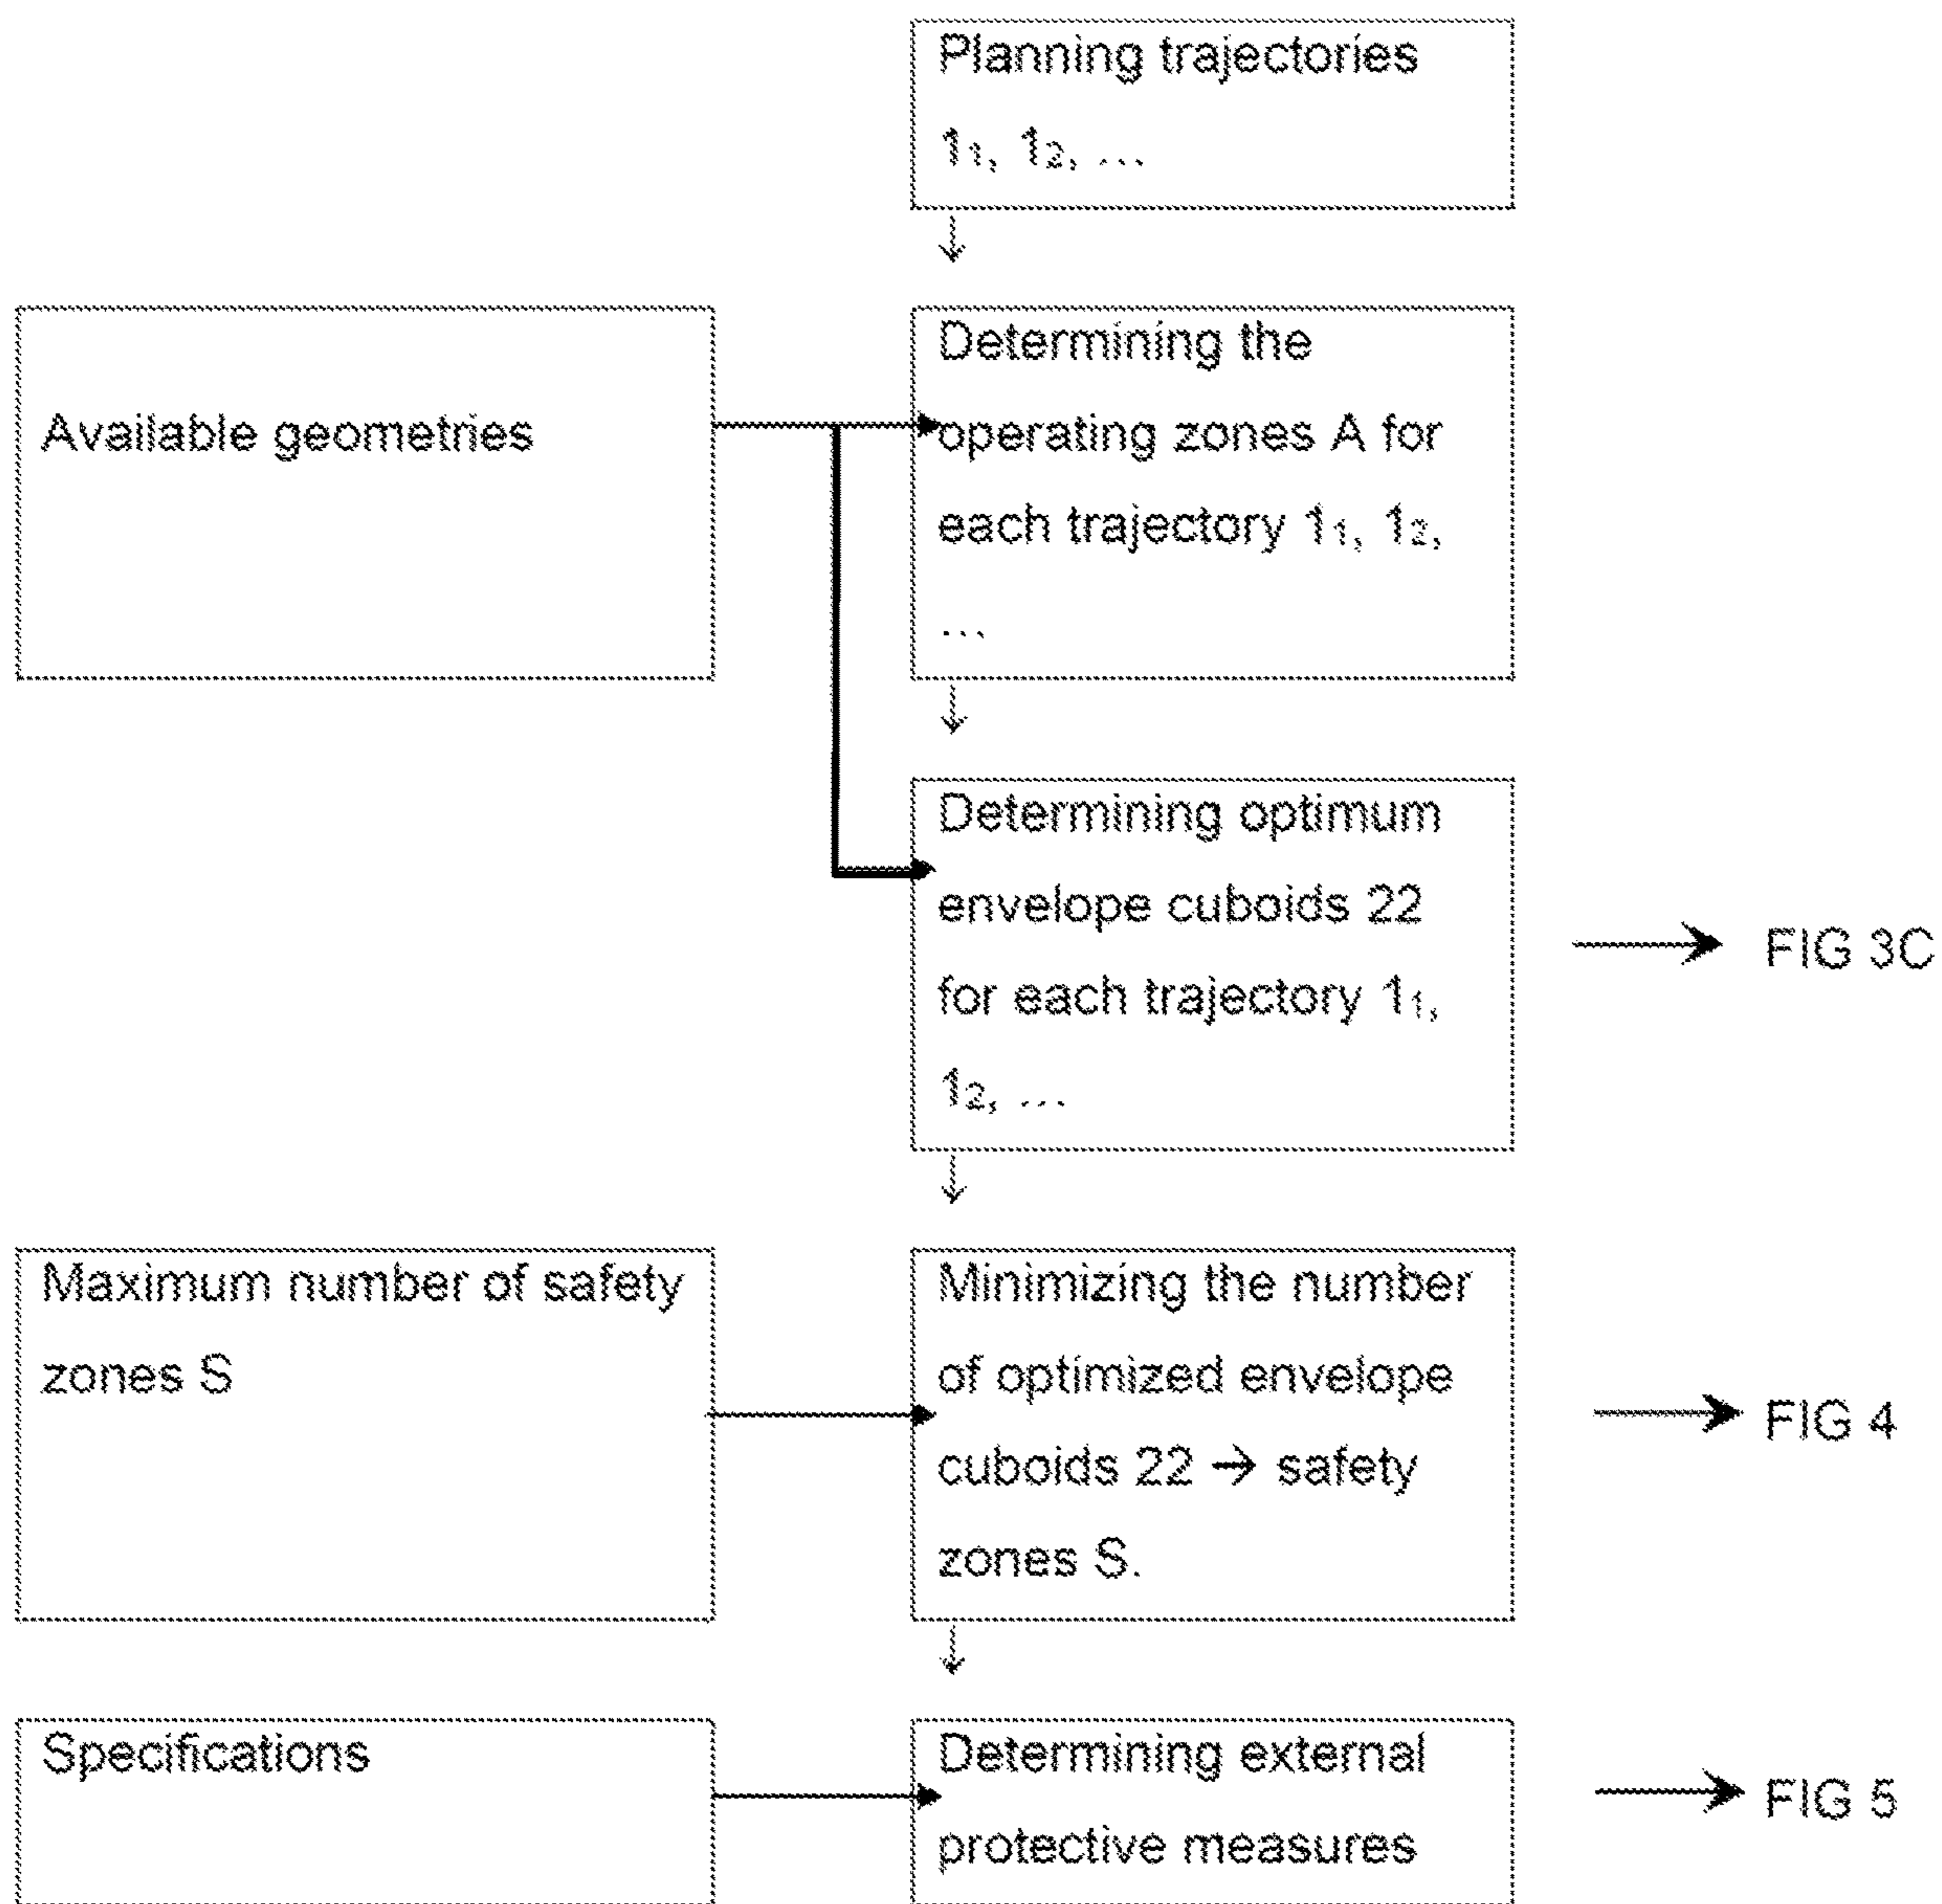 Planning trajectories
1₁, 1₂, ...
Available geometries
Determining the
operating zones A for
each trajectory 1₁, 1₂,
...
Determining optimum
envelope cuboids 22
for each trajectory 1₁,
1₂, ...
FIG 3C
Maximum number of safety
zones S
Minimizing the number
of optimized envelope
cuboids 22 → safety
zones S.
FIG 4
Specifications
Determining external
protective measures
FIG 5